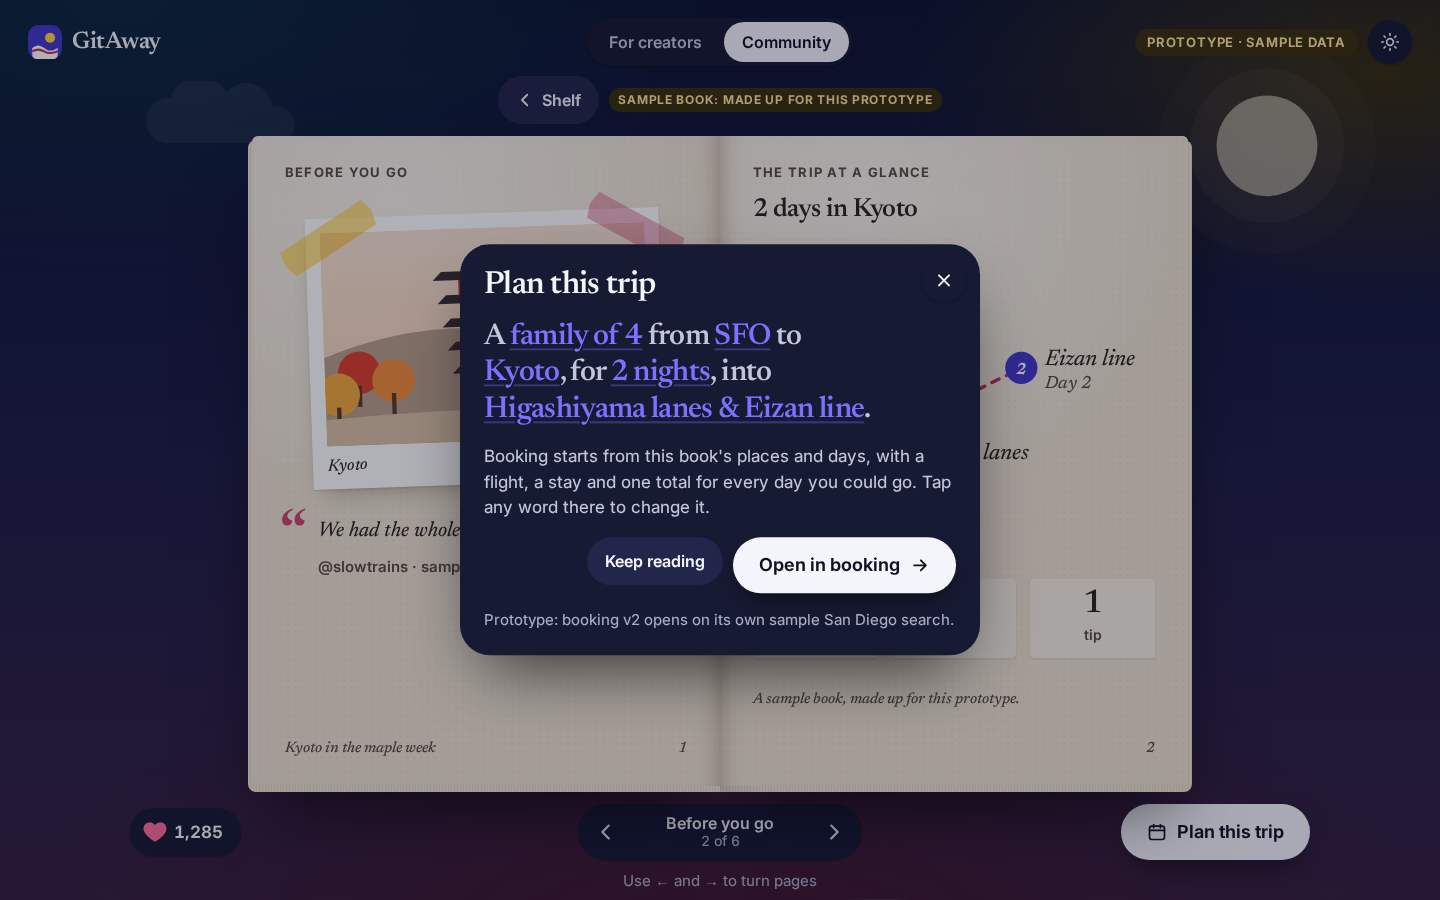 GitAway
For creators
Community
PROTOTYPE · SAMPLE DATA
Shelf
SAMPLE BOOK: MADE UP FOR THIS PROTOTYPE
BEFORE YOU GO
Kyoto
“ We had the whole
@slowtrains · samp
Kyoto in the maple week
1
THE TRIP AT A GLANCE
2 days in Kyoto
2
Eizan line
Day 2
lanes
1
tip
A sample book, made up for this prototype.
2
Plan this trip
A family of 4 from SFO to
Kyoto, for 2 nights, into
Higashiyama lanes & Eizan line.
Booking starts from this book's places and days, with a
flight, a stay and one total for every day you could go. Tap
any word there to change it.
Keep reading
Open in booking →
Prototype: booking v2 opens on its own sample San Diego search.
1,285
Before you go
2 of 6
Plan this trip
Use ← and → to turn pages